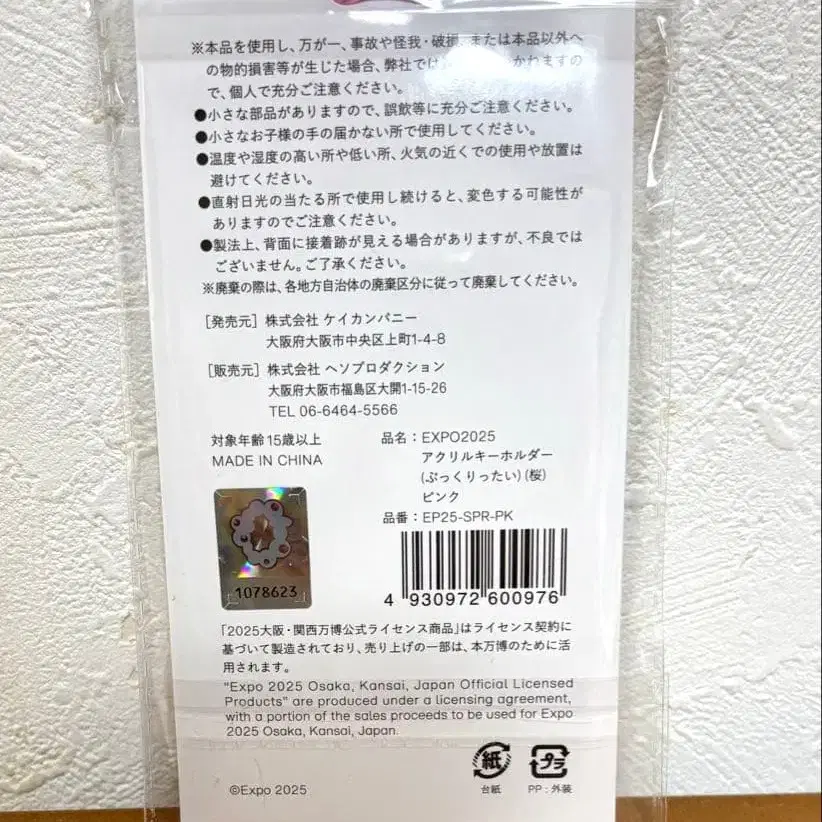 ※本品を使用し、万が一、事故や怪我・破損、または本品以外へ
の物的損害等が生じた場合、弊社では かねますの
で、個人で充分ご注意ください。
●小さな部品がありますので、誤飲等に充分ご注意ください。
●小さなお子様の手の届かない所で使用してください。
●温度や湿度の高い所や低い所、火気の近くでの使用や放置は
避けてください。
●直射日光の当たる所で使用し続けると、変色する可能性が
ありますのでご注意ください。
●製法上、背面に接着跡が見える場合がありますが、不良では
ございません。ご了承ください。
※廃棄の際は、各地方自治体の廃棄区分に従って廃棄してください。
[発売元] 株式会社 ケイカンパニー
大阪府大阪市中央区上町1-4-8
[販売元] 株式会社 ヘソプロダクション
大阪府大阪市福島区大開1-15-26
TEL 06-6464-5566
対象年齢 15歳以上
MADE IN CHINA
品名：EXPO2025
アクリルキーホルダー
(ぷっくりったい)(桜)
ピンク
品番：EP25-SPR-PK
1078623
4 930972 600976
「2025大阪・関西万博公式ライセンス商品」はライセンス契約に
基づいて製造されており、売り上げの一部は、本万博のために活
用されます。
"Expo 2025 Osaka, Kansai, Japan Official Licensed
Products" are produced under a licensing agreement,
with a portion of the sales proceeds to be used for Expo
2025 Osaka, Kansai, Japan.
紙 プラ
台紙 PP：外装
©Expo 2025